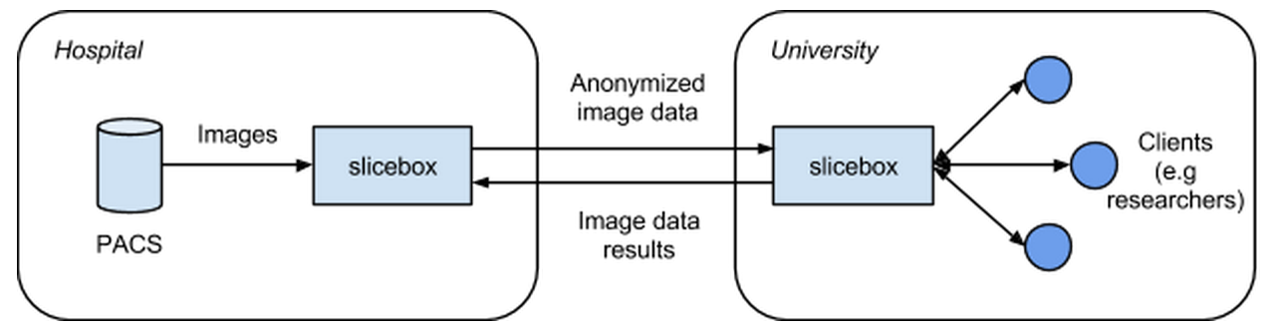 Hospital
PACS
Images
slicebox
Anonymized
image data
Image data
results
University
slicebox
Clients
(e.g
researchers)